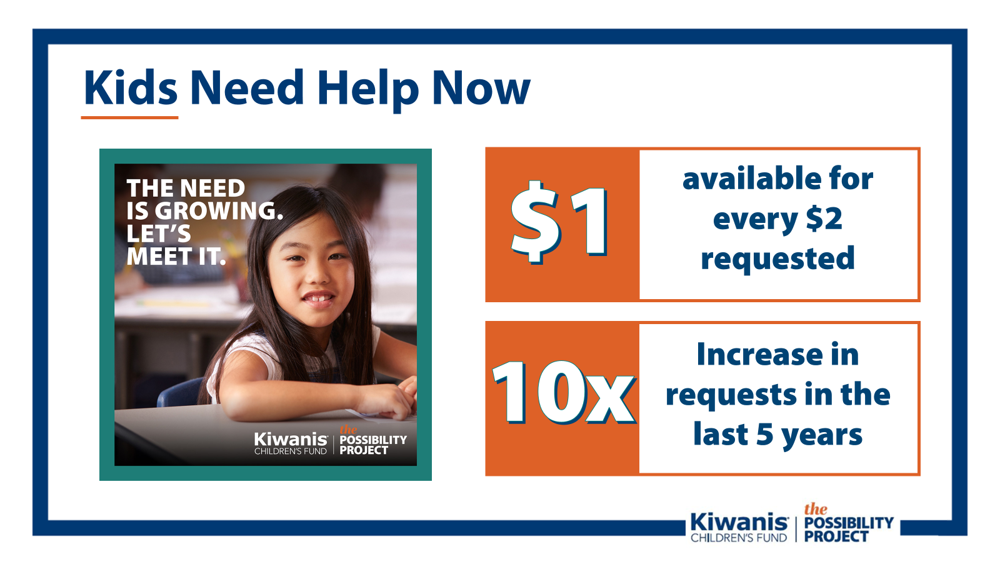 Kids Need Help Now
THE NEED
IS GROWING.
LET'S
MEET IT.
Kiwanis®
CHILDREN'S FUND
the
POSSIBILITY
PROJECT
$1
available for
every $2
requested
10x
Increase in
requests in the
last 5 years
Kiwanis®
CHILDREN'S FUND
the
POSSIBILITY
PROJECT